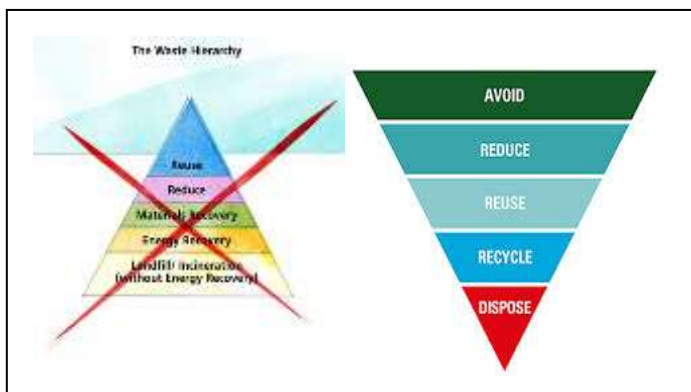 The Waste Hierarchy
Reuse
Reduce
Materials Recovery
Energy Recovery
Landfill/ Incineration
(without Energy Recovery)
AVOID
REDUCE
REUSE
RECYCLE
DISPOSE